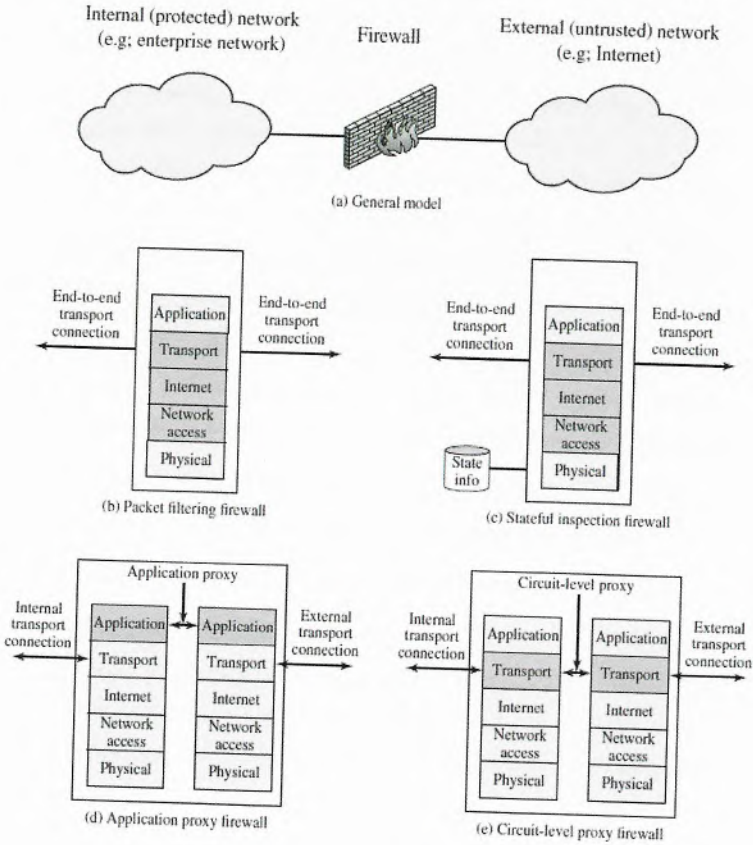 Internal (protected) network
(e.g; enterprise network)
Firewall
External (untrusted) network
(e.g; Internet)
(a) General model
End-to-end
transport
connection
Application
Transport
Internet
Network
access
Physical
End-to-end
transport
connection
(b) Packet filtering firewall
End-to-end
transport
connection
Application
Transport
Internet
Network
access
Physical
End-to-end
transport
connection
State
info
(c) Stateful inspection firewall
Application proxy
Internal
transport
connection
Application
Transport
Internet
Network
access
Physical
Application
Transport
Internet
Network
access
Physical
External
transport
connection
(d) Application proxy firewall
Circuit-level proxy
Internal
transport
connection
Application
Transport
Internet
Network
access
Physical
Application
Transport
Internet
Network
access
Physical
External
transport
connection
(e) Circuit-level proxy firewall